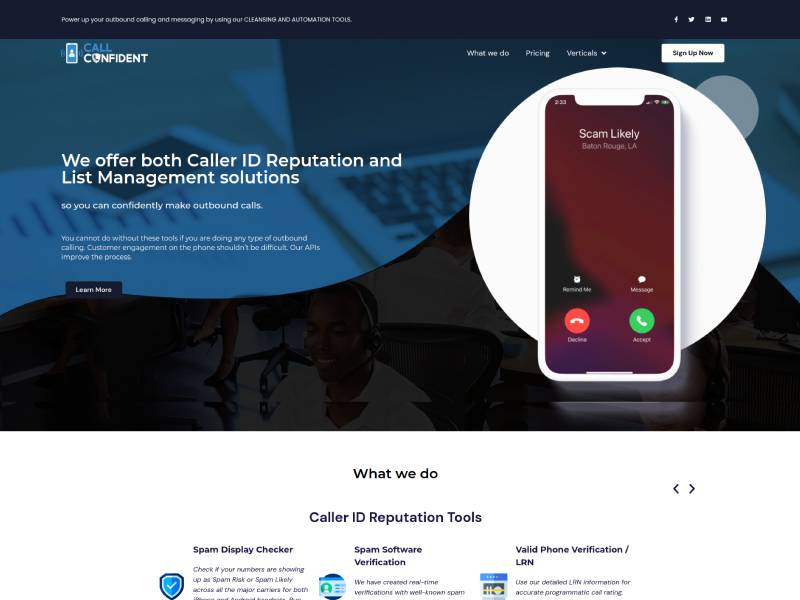 Power up your outbound calling and messaging by using our CLEANSING AND AUTOMATION TOOLS.
CALL
CONFIDENT
What we do
Pricing
Verticals
Sign Up Now
We offer both Caller ID Reputation and
List Management solutions
so you can confidently make outbound calls.
You cannot do without these tools if you are doing any type of outbound
calling. Customer engagement on the phone shouldn't be difficult. Our APIs
improve the process.
Learn More
2:33
Scam Likely
Baton Rouge, LA
Remind Me
Message
Decline
Accept
What we do
Caller ID Reputation Tools
Spam Display Checker
Check if your numbers are showing
up as Spam Risk or Spam Likely
across all the major carriers for both
iPhone and Android handsets. Run
Spam Software
Verification
We have created real-time
verifications with well-known spam
Valid Phone Verification /
LRN
Use our detailed LRN information for
accurate programmatic call rating.